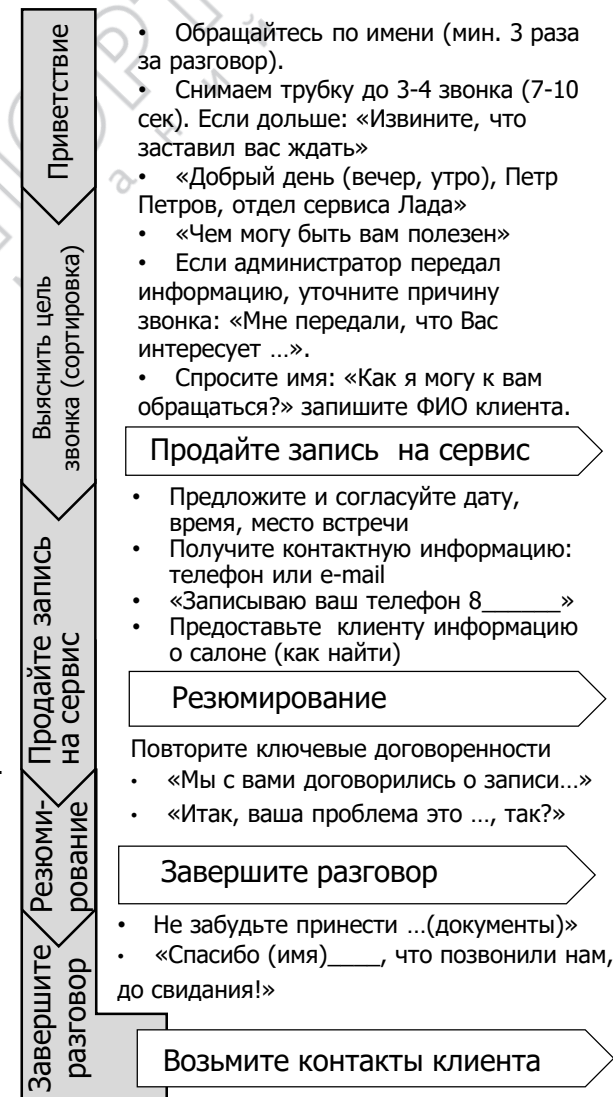 Приветствие
• Обращайтесь по имени (мин. 3 раза
за разговор).
• Снимаем трубку до 3-4 звонка (7-10
сек). Если дольше: «Извините, что
заставил вас ждать»
• «Добрый день (вечер, утро), Петр
Петров, отдел сервиса Лада»
• «Чем могу быть вам полезен»
• Если администратор передал
информацию, уточните причину
звонка: «Мне передали, что Вас
интересует …».
• Спросите имя: «Как я могу к вам
обращаться?» запишите ФИО клиента.
Выяснить цель
звонка (сортировка)
Продайте запись на сервис
• Предложите и согласуйте дату,
время, место встречи
• Получите контактную информацию:
телефон или e-mail
• «Записываю ваш телефон 8______»
• Предоставьте клиенту информацию
о салоне (как найти)
Продайте запись
на сервис
Резюмирование
Повторите ключевые договоренности
• «Мы с вами договорились о записи…»
• «Итак, ваша проблема это …, так?»
Резюми-
рование
Завершите разговор
• Не забудьте принести …(документы)»
• «Спасибо (имя)____, что позвонили нам,
до свидания!»
Завершите
разговор
Возьмите контакты клиента